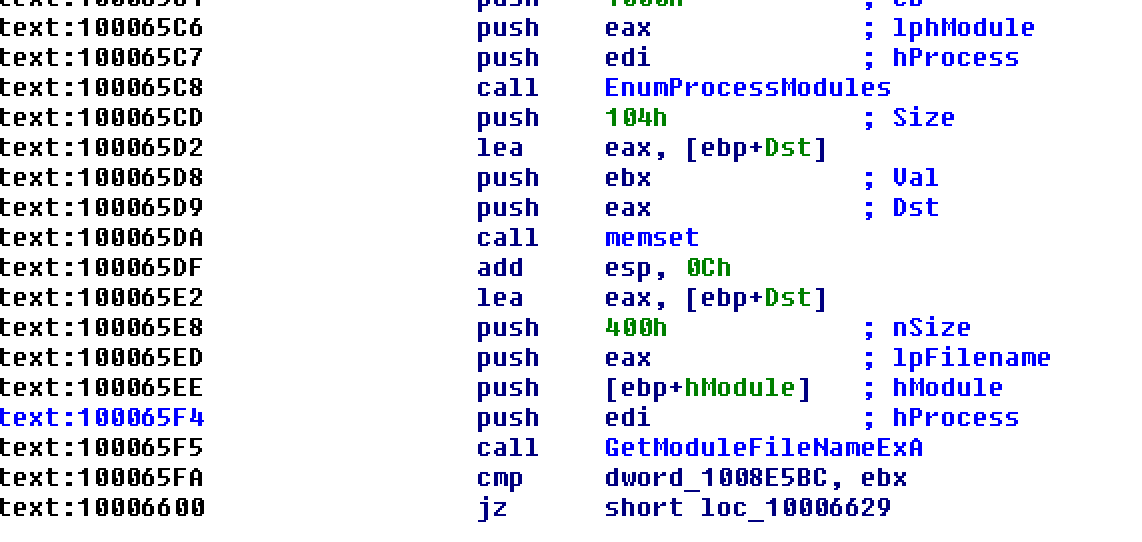 push 1000h ; cb
text:100065C6 push eax ; lphModule
text:100065C7 push edi ; hProcess
text:100065C8 call EnumProcessModules
text:100065CD push 104h ; Size
text:100065D2 lea eax, [ebp+Dst]
text:100065D8 push ebx ; Val
text:100065D9 push eax ; Dst
text:100065DA call memset
text:100065DF add esp, 0Ch
text:100065E2 lea eax, [ebp+Dst]
text:100065E8 push 400h ; nSize
text:100065ED push eax ; lpFilename
text:100065EE push [ebp+hModule] ; hModule
text:100065F4 push edi ; hProcess
text:100065F5 call GetModuleFileNameExA
text:100065FA cmp dword_1008E5BC, ebx
text:10006600 jz short loc_10006629